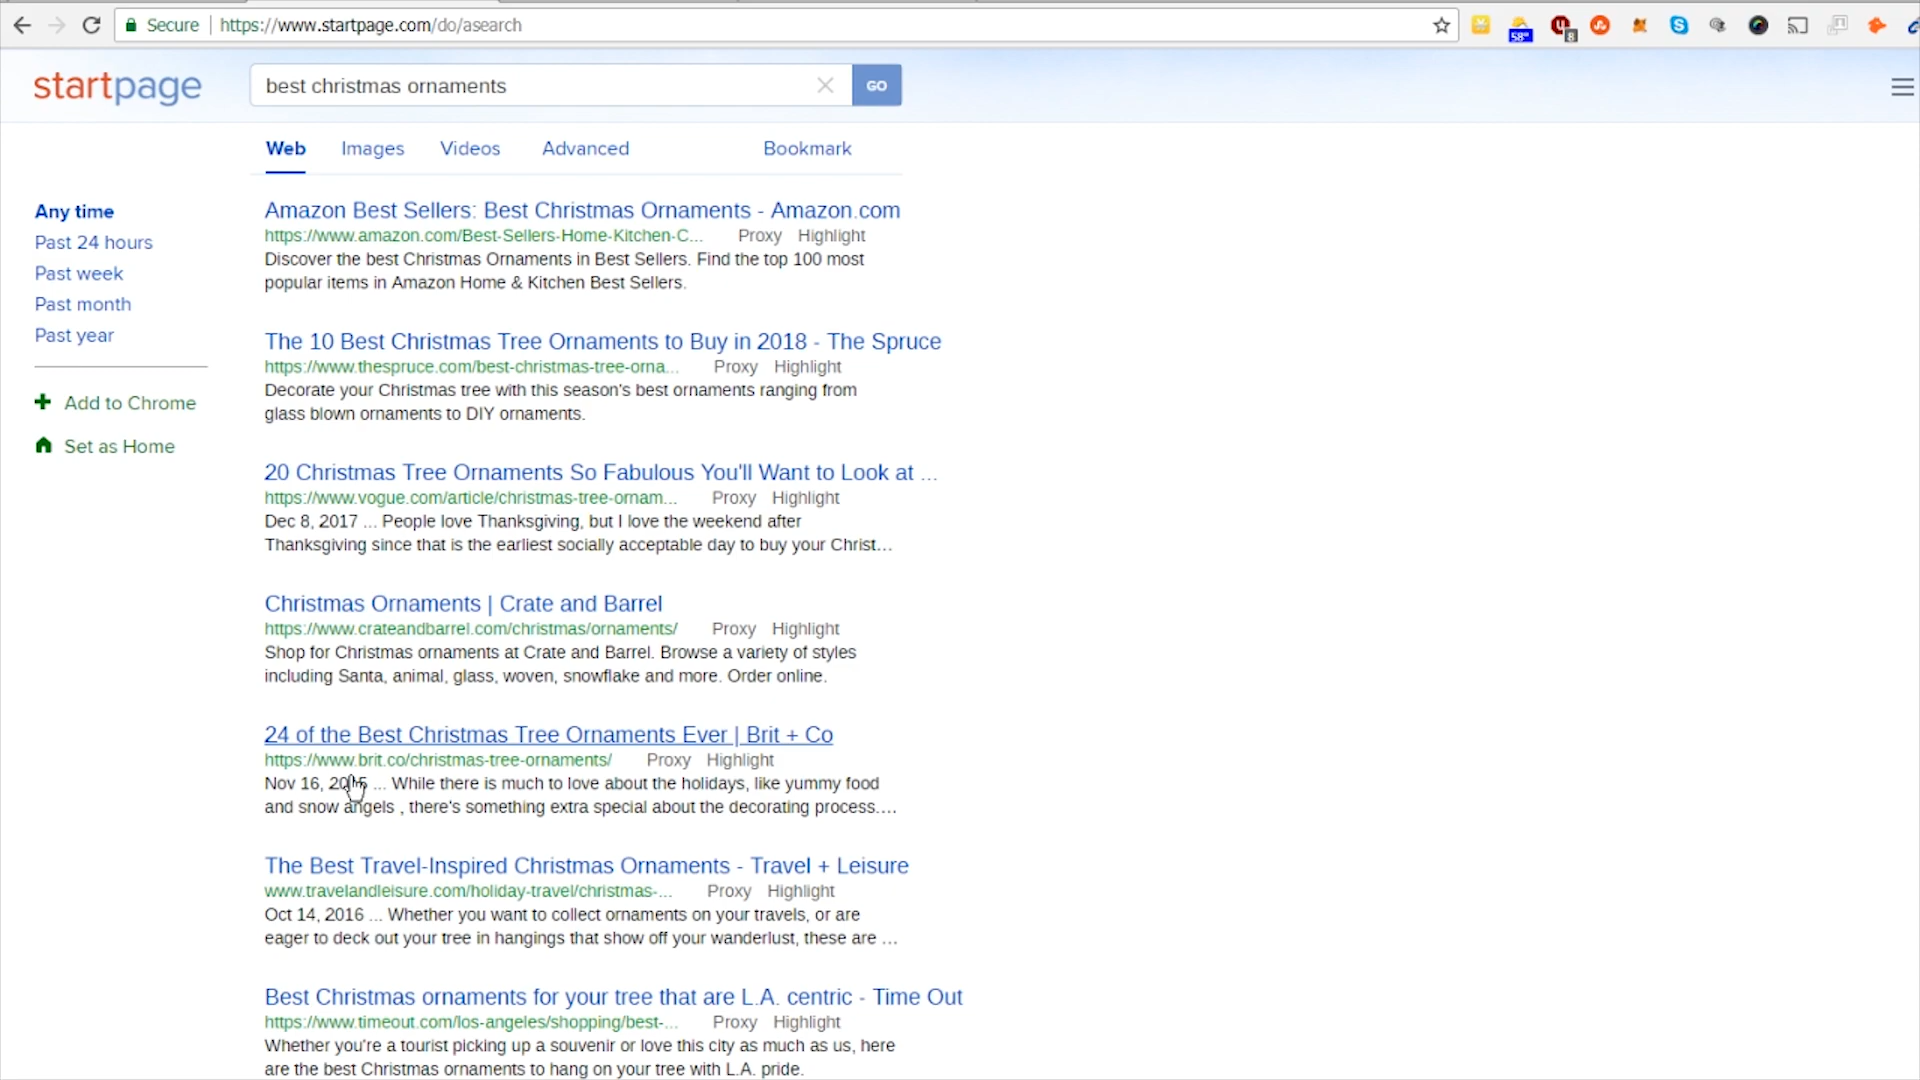 Secure | https://www.startpage.com/do/asearch
58°
8
startpage
best christmas ornaments
GO
Web Images Videos Advanced Bookmark
Any time
Past 24 hours
Past week
Past month
Past year
Add to Chrome
Set as Home
Amazon Best Sellers: Best Christmas Ornaments - Amazon.com
https://www.amazon.com/Best-Sellers-Home-Kitchen-C... Proxy Highlight
Discover the best Christmas Ornaments in Best Sellers. Find the top 100 most
popular items in Amazon Home & Kitchen Best Sellers.
The 10 Best Christmas Tree Ornaments to Buy in 2018 - The Spruce
https://www.thespruce.com/best-christmas-tree-orna... Proxy Highlight
Decorate your Christmas tree with this season's best ornaments ranging from
glass blown ornaments to DIY ornaments.
20 Christmas Tree Ornaments So Fabulous You'll Want to Look at ...
https://www.vogue.com/article/christmas-tree-ornam... Proxy Highlight
Dec 8, 2017 ... People love Thanksgiving, but I love the weekend after
Thanksgiving since that is the earliest socially acceptable day to buy your Christ...
Christmas Ornaments | Crate and Barrel
https://www.crateandbarrel.com/christmas/ornaments/ Proxy Highlight
Shop for Christmas ornaments at Crate and Barrel. Browse a variety of styles
including Santa, animal, glass, woven, snowflake and more. Order online.
24 of the Best Christmas Tree Ornaments Ever | Brit + Co
https://www.brit.co/christmas-tree-ornaments/ Proxy Highlight
Nov 16, ... While there is much to love about the holidays, like yummy food
and snow angels , there's something extra special about the decorating process....
The Best Travel-Inspired Christmas Ornaments - Travel + Leisure
www.travelandleisure.com/holiday-travel/christmas-... Proxy Highlight
Oct 14, 2016 ... Whether you want to collect ornaments on your travels, or are
eager to deck out your tree in hangings that show off your wanderlust, these are ...
Best Christmas ornaments for your tree that are L.A. centric - Time Out
https://www.timeout.com/los-angeles/shopping/best-... Proxy Highlight
Whether you're a tourist picking up a souvenir or love this city as much as us, here
are the best Christmas ornaments to hang on your tree with L.A. pride.